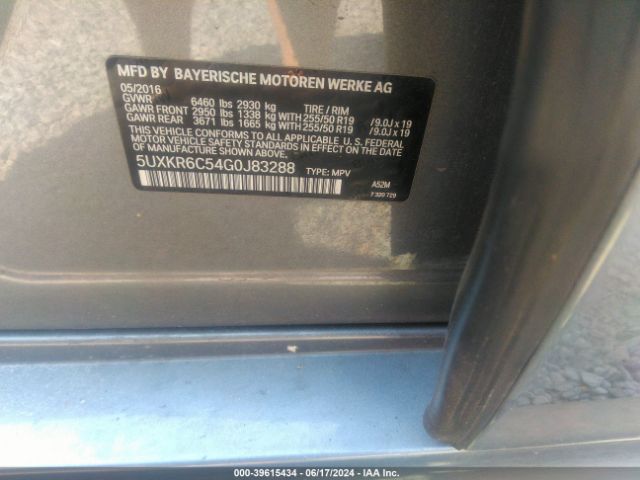 MFD BY BAYERISCHE MOTOREN WERKE AG
05/2016
GVWR 6460 lbs 2930 kg TIRE / RIM
GAWR FRONT 2950 lbs 1338 kg WITH 255/50 R19 /9.0J x 19
GAWR REAR 3671 lbs 1665 kg WITH 255/50 R19 /9.0J x 19
THIS VEHICLE CONFORMS TO ALL APPLICABLE U. S. FEDERAL
MOTOR VEHICLE SAFETY STANDARDS IN EFFECT ON THE DATE OF
MANUFACTURE SHOWN ABOVE.
5UXKR6C54G0J83288 TYPE: MPV
A52M
7 320 729
000-39615434 - 06/17/2024 - IAA Inc.